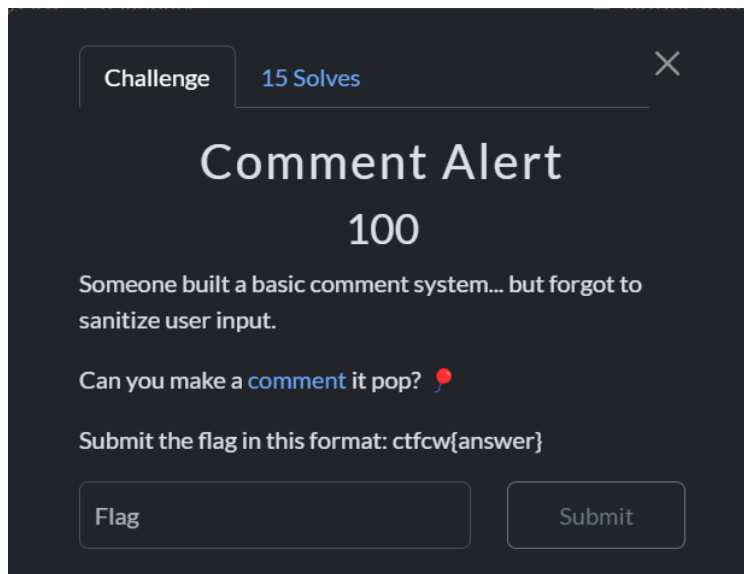 Challenge
15 Solves
Comment Alert
100
Someone built a basic comment system... but forgot to
sanitize user input.
Can you make a comment it pop? 🎈
Submit the flag in this format: ctfcw{answer}
Flag
Submit